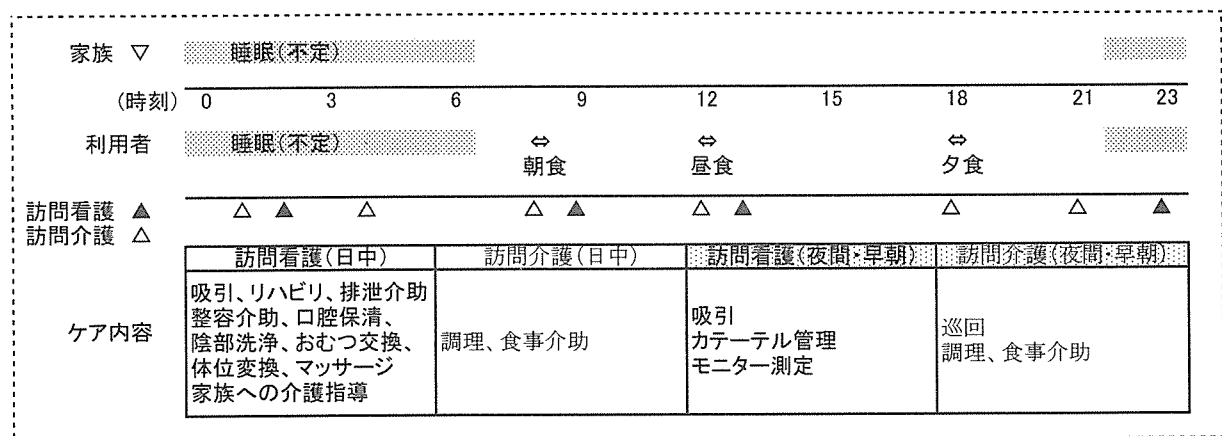 家族 ▽ 睡眠(不定)
(時刻) 0 3 6 9 12 15 18 21 23
利用者 睡眠(不定) ⇔ ⇔ ⇔
朝食 昼食 夕食
訪問看護 ▲ △ ▲ △ △ ▲ △ ▲ △ △ ▲
訪問介護 △
訪問看護(日中) 訪問介護(日中) 訪問看護(夜間・早朝) 訪問介護(夜間・早朝)
ケア内容
吸引、リハビリ、排泄介助
整容介助、口腔保清、
陰部洗浄、おむつ交換、
体位変換、マッサージ
家族への介護指導
調理、食事介助
吸引
カテーテル管理
モニター測定
巡回
調理、食事介助